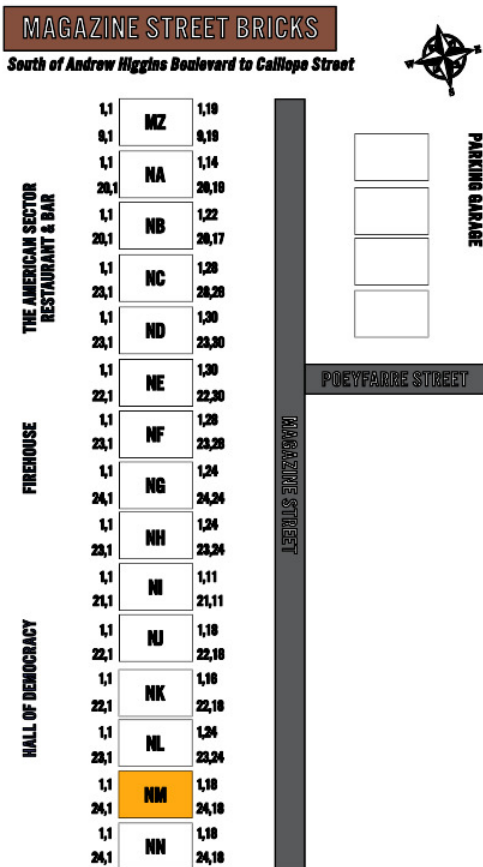 MAGAZINE STREET BRICKS
South of Andrew Higgins Boulevard to Calliope Street
N
E
S
W
1,1 MZ 1,19
9,1 9,19
1,1 NA 1,14
20,1 20,19
1,1 NB 1,22
20,1 20,17
1,1 NC 1,28
23,1 28,28
1,1 ND 1,30
23,1 23,30
1,1 NE 1,30
22,1 22,30
1,1 NF 1,28
23,1 23,28
1,1 NG 1,24
24,1 24,24
1,1 NH 1,24
23,1 23,24
1,1 NI 1,11
21,1 21,11
1,1 NJ 1,18
22,1 22,18
1,1 NK 1,18
22,1 22,18
1,1 NL 1,24
23,1 23,24
1,1 NM 1,18
24,1 24,18
1,1 NN 1,18
24,1 24,18
THE AMERICAN SECTOR
RESTAURANT & BAR
FIREHOUSE
HALL OF DEMOCRACY
MAGAZINE STREET
POEYFARRE STREET
PARKING GARAGE